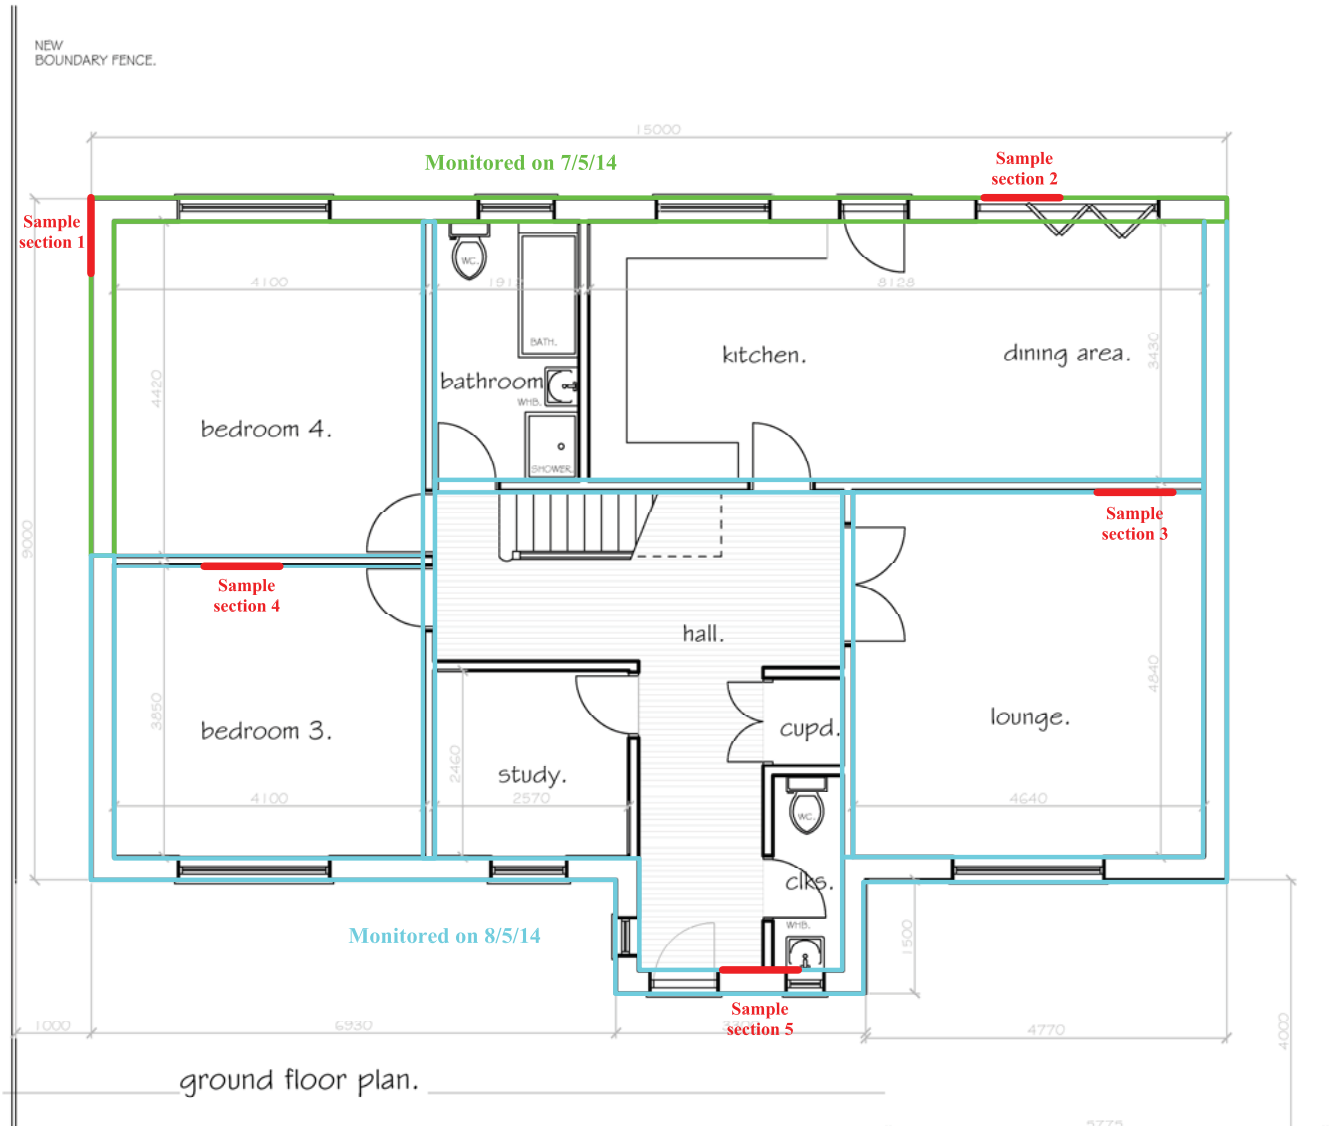 NEW
BOUNDARY FENCE.
15000
Monitored on 7/5/14
Sample
section 2
Sample
section 1
WC.
4100
8128
BATH.
kitchen.
dining area.
3430
bathroom
WHB.
4420
bedroom 4.
SHOWER.
9000
Sample
section 3
Sample
section 4
hall.
4840
bedroom 3.
3850
lounge.
cupd.
study.
2460
4100
2570
4640
WC.
clks.
WHB.
Monitored on 8/5/14
1500
Sample
section 5
1000
6930
4770
4000
ground floor plan.
5775